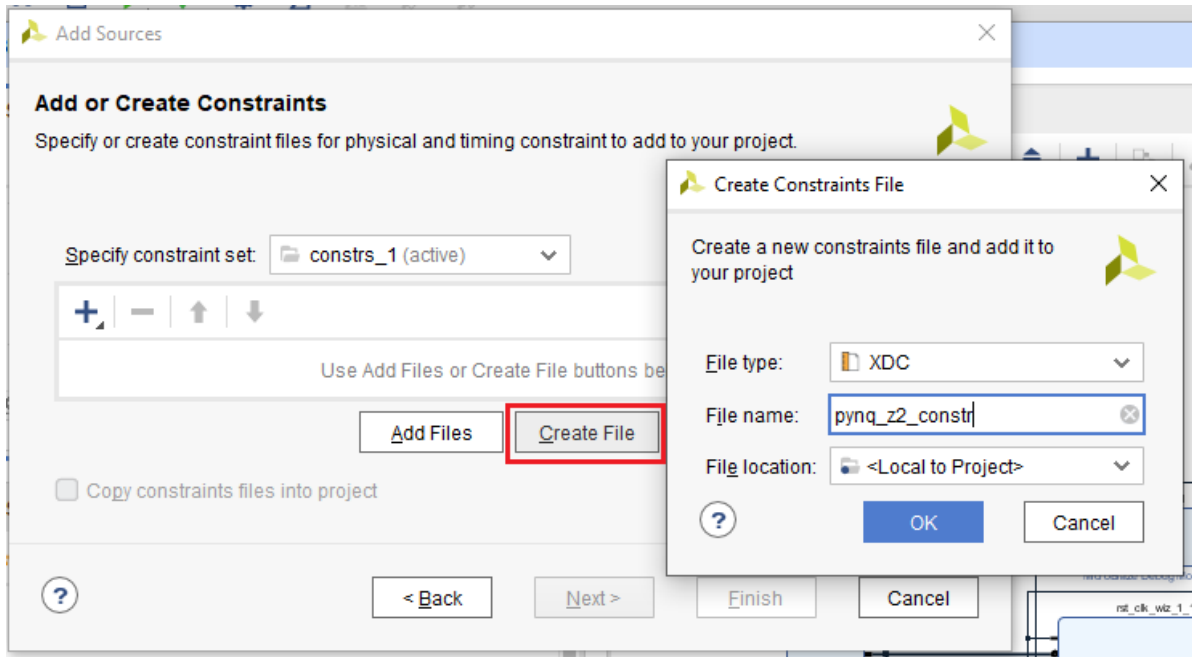 Add Sources
Add or Create Constraints
Specify or create constraint files for physical and timing constraint to add to your project.
Specify constraint set: constrs_1 (active)
Use Add Files or Create File buttons be
Add Files
Create File
Copy constraints files into project
?
< Back
Next >
Finish
Cancel
Create Constraints File
Create a new constraints file and add it to
your project
File type: XDC
File name: pynq_z2_constr
File location: <Local to Project>
?
OK
Cancel
rst_clk_wiz_1_1